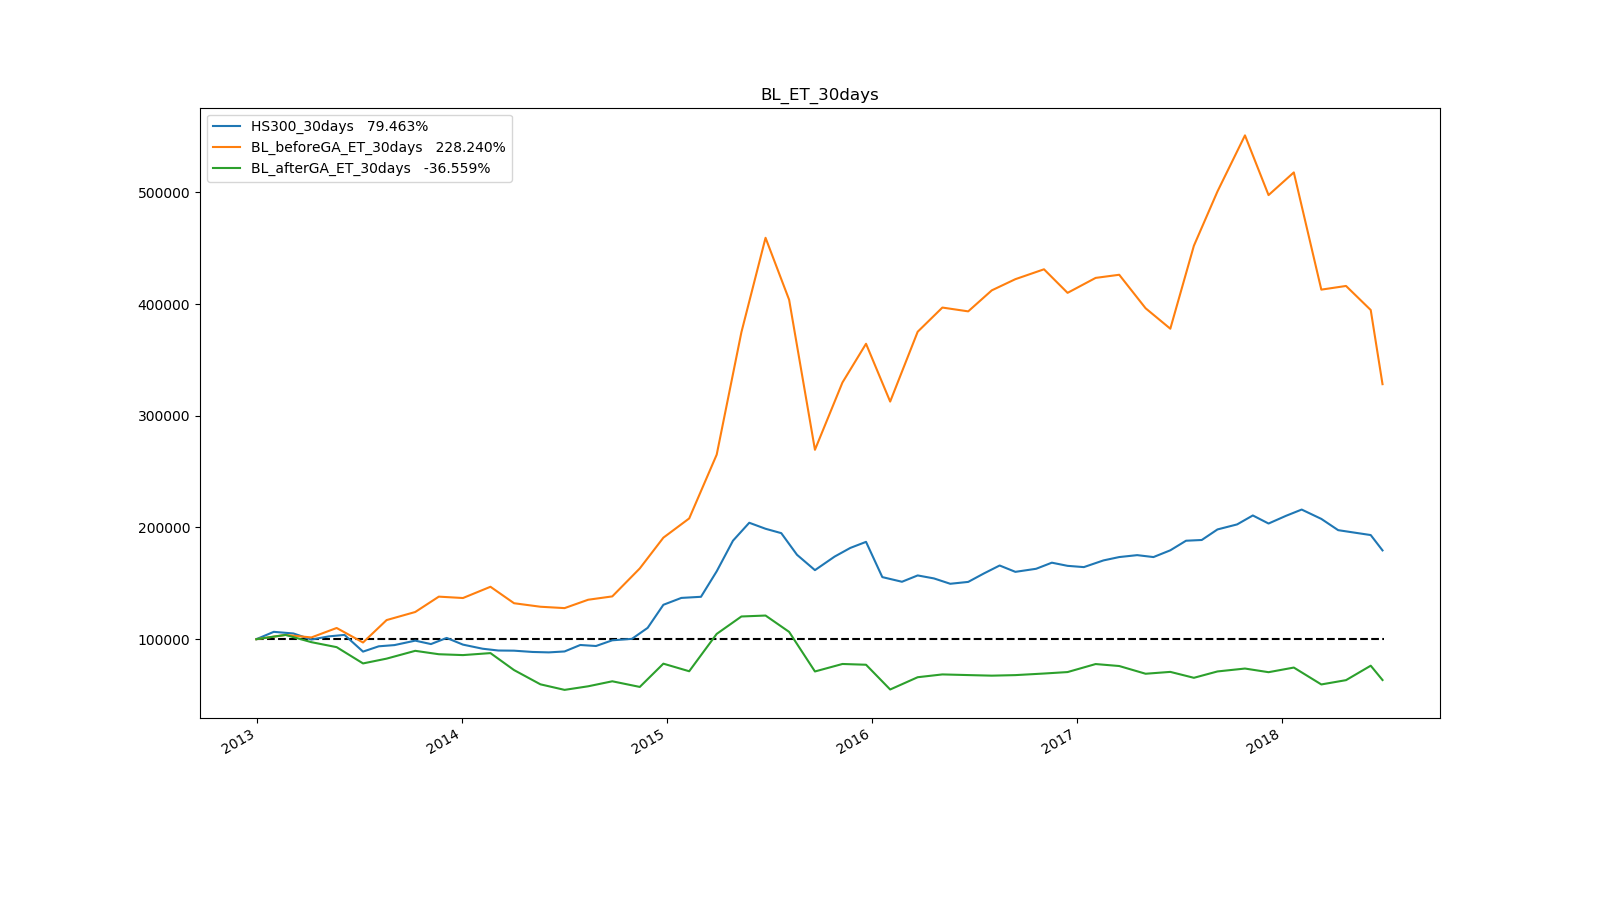 BL_ET_30days
HS300_30days   79.463%
BL_beforeGA_ET_30days   228.240%
BL_afterGA_ET_30days   -36.559%
500000
400000
300000
200000
100000
2013
2014
2015
2016
2017
2018